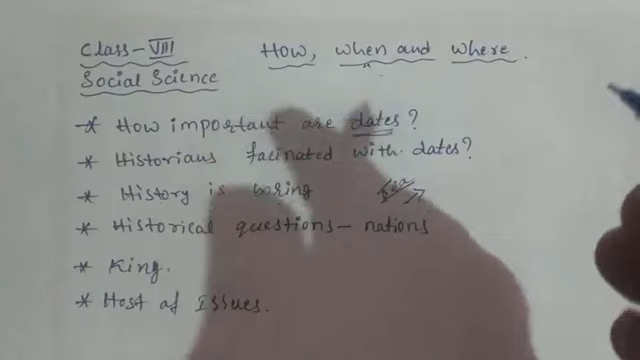 Class-VIII How, when and where.
Social Science
* How important are dates?
* Historians facinated with dates?
* History is boring
* Historical questions- nations
* King.
* Host of Issues.